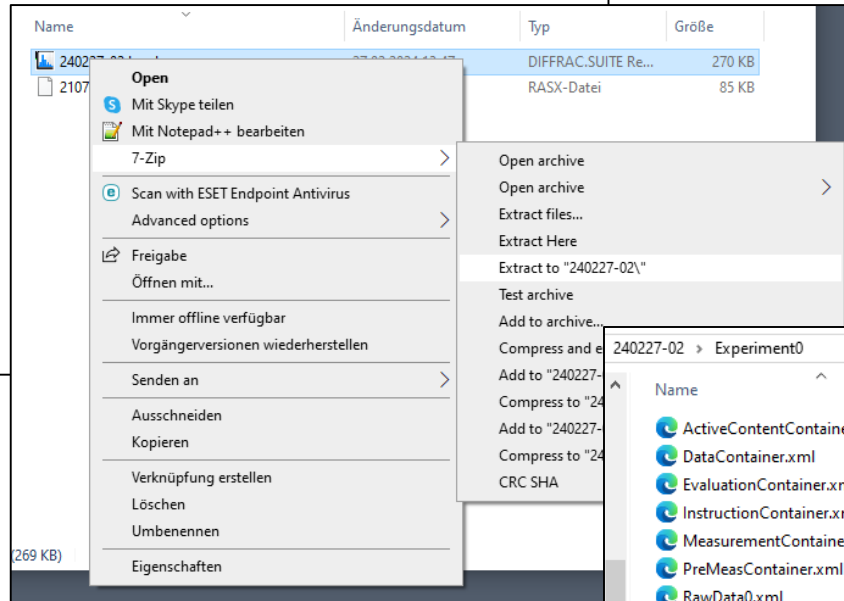 Name Änderungsdatum Typ Größe
DIFFRAC.SUITE Re... 270 KB
2107 RASX-Datei 85 KB
Open
Mit Skype teilen
Mit Notepad++ bearbeiten
7-Zip
Scan with ESET Endpoint Antivirus
Advanced options
Freigabe
Öffnen mit...
Immer offline verfügbar
Vorgängerversionen wiederherstellen
Senden an
Ausschneiden
Kopieren
Verknüpfung erstellen
Löschen
Umbenennen
Eigenschaften
(269 KB)
Open archive
Open archive
Extract files...
Extract Here
Extract to "240227-02\"
Test archive
Add to archive...
Compress and e
Add to "240227-
Compress to "24
Add to "240227-
Compress to "24
CRC SHA
240227-02 > Experiment0
Name
ActiveContentContaine
DataContainer.xml
EvaluationContainer.xm
InstructionContainer.xm
MeasurementContaine
PreMeasContainer.xml
RawData0.xml